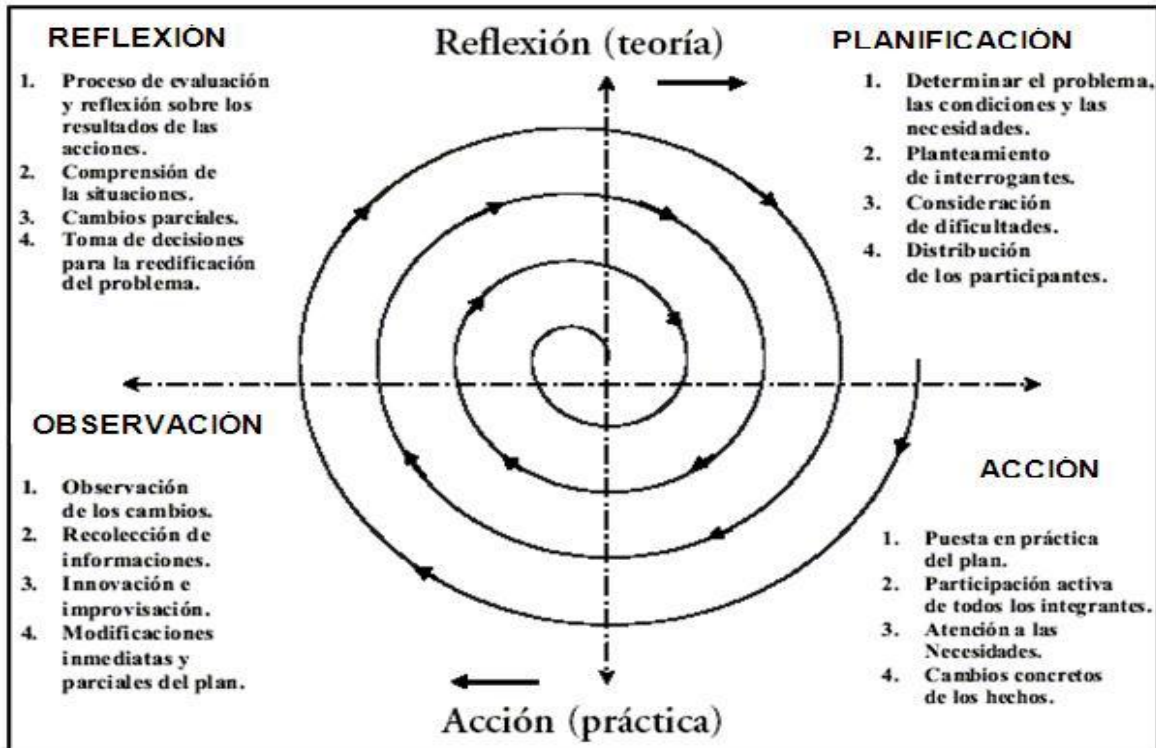 REFLEXIÓN
1. Proceso de evaluación
y reflexión sobre los
resultados de las
acciones.
2. Comprensión de
la situaciones.
3. Cambios parciales.
4. Toma de decisiones
para la reedificación
del problema.
Reflexión (teoría)
PLANIFICACIÓN
1. Determinar el problema,
las condiciones y las
necesidades.
2. Planteamiento
de interrogantes.
3. Consideración
de dificultades.
4. Distribución
de los participantes.
OBSERVACIÓN
1. Observación
de los cambios.
2. Recolección de
informaciones.
3. Innovación e
improvisación.
4. Modificaciones
inmediatas y
parciales del plan.
ACCIÓN
1. Puesta en práctica
del plan.
2. Participación activa
de todos los integrantes.
3. Atención a las
Necesidades.
4. Cambios concretos
de los hechos.
Acción (práctica)